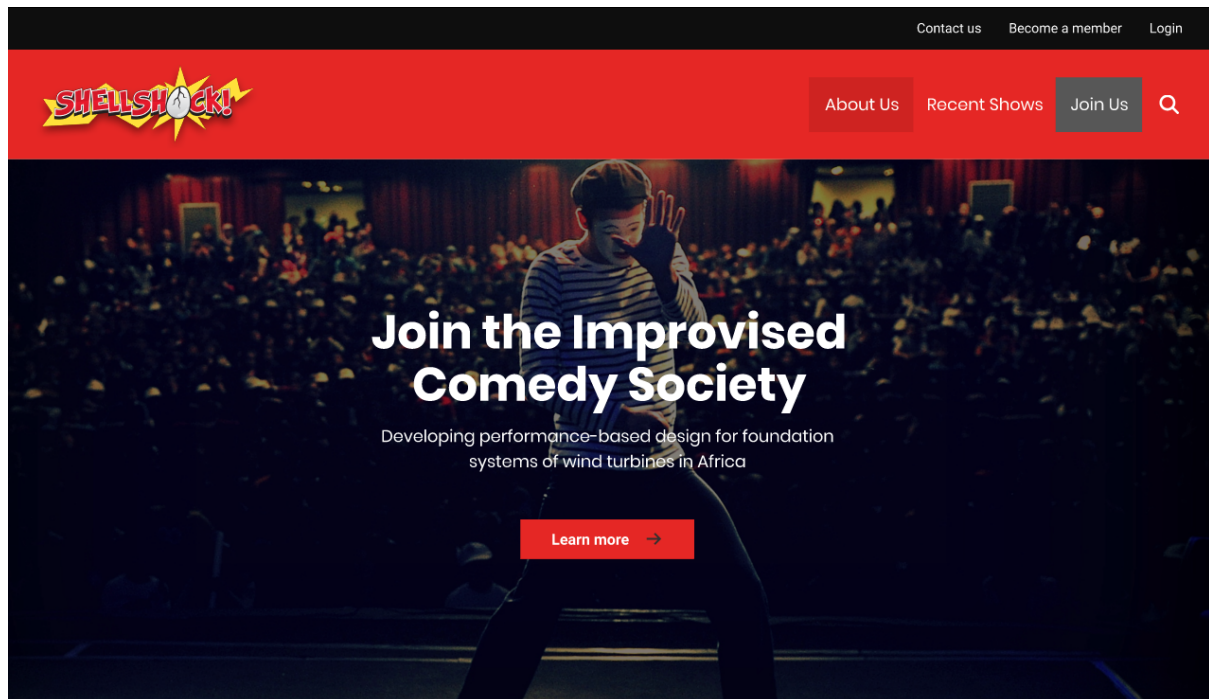 Contact us Become a member Login
SHELLSHOCK!
About Us Recent Shows Join Us
Join the Improvised
Comedy Society
Developing performance-based design for foundation
systems of wind turbines in Africa
Learn more